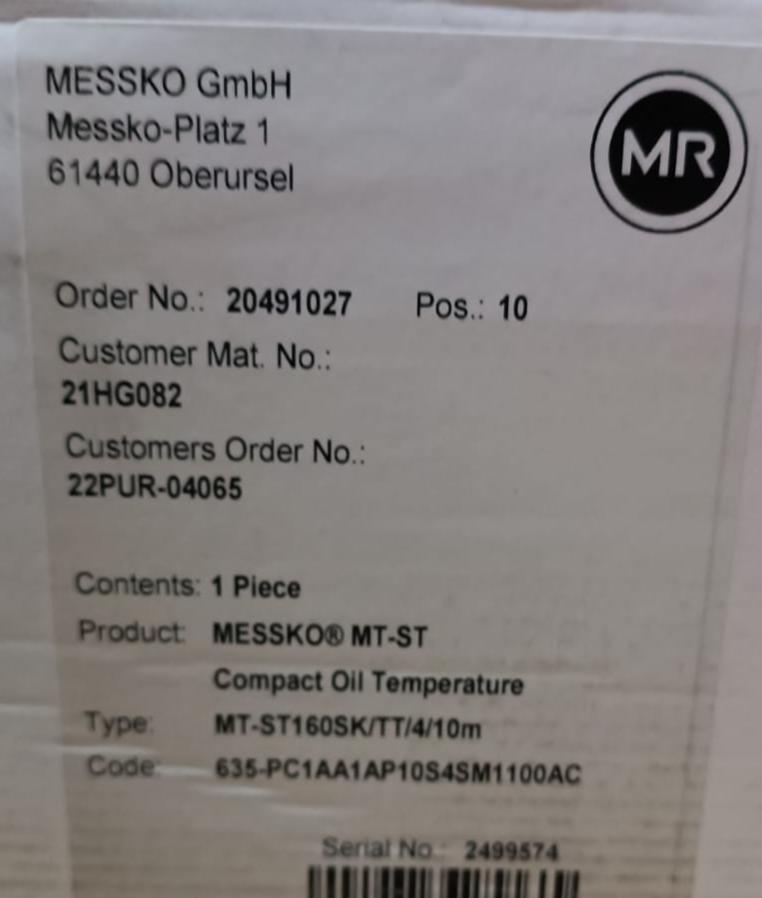 MESSKO GmbH
Messko-Platz 1
61440 Oberursel
MR
Order No.: 20491027 Pos.: 10
Customer Mat. No.:
21HG082
Customers Order No.:
22PUR-04065
Contents: 1 Piece
Product: MESSKO® MT-ST
Compact Oil Temperature
Type: MT-ST160SK/TT/4/10m
Code: 635-PC1AA1AP10S4SM1100AC
Serial No.: 2499574